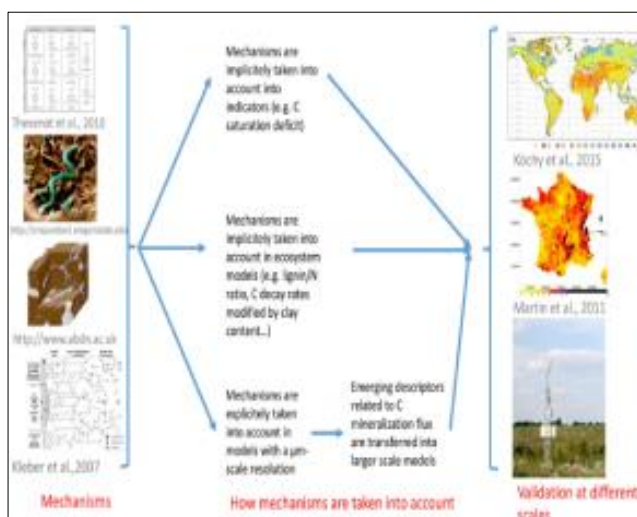 Mechanisms are
implicitely taken into
account into
indicators (e.g. C
saturation deficit)
Thevenot et al., 2010
Kochy et al., 2015
Mechanisms are
implicitely taken into
account in ecosystem
models (e.g. lignin/N
ratio, C decay rates
modified by clay
content...)
Martin et al., 2011
http://www.abdn.ac.uk
Mechanisms are
explicitely taken
into account in
models with a µm-
scale resolution
Emerging descriptors
related to C
mineralization flux
are transferred into
larger scale models
Kleber et al., 2007
Mechanisms
How mechanisms are taken into account
Validation at different
scales